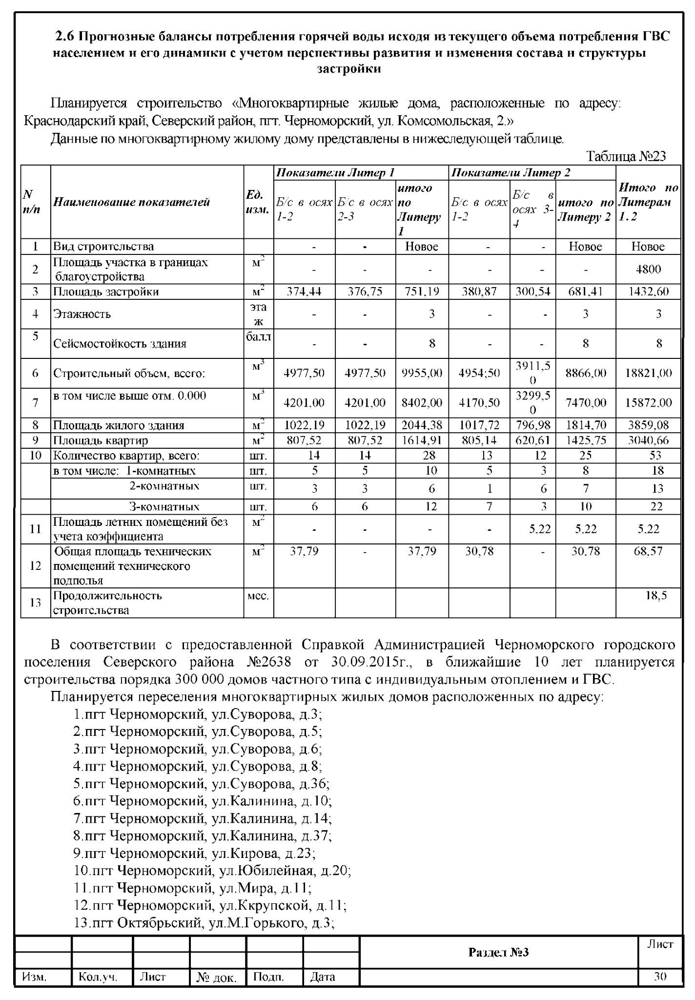 2.6 Прогнозные балансы потребления горячей воды исходя из текущего объема потребления ГВС
населением и его динамики с учетом перспективы развития и изменения состава и структуры
застройки
Планируется строительство «Многоквартирные жилые дома, расположенные по адресу:
Краснодарский край, Северский район, пгт. Черноморский, ул. Комсомольская, 2.»
Данные по многоквартирному жилому дому представлены в нижеследующей таблице.
Таблица №23
N п/п Наименование показателей Ед. изм. Показатели Литер 1 Показатели Литер 2 Итого по Литерам 1.2
Б/с в осях 1-2 Б/с в осях 2-3 итого по Литеру 1 Б/с в осях 1-2 Б/с в осях 3-4 итого по Литеру 2
1 Вид строительства - - Новое - - Новое Новое
2 Площадь участка в границах благоустройства м2 - - - - - - 4800
3 Площадь застройки м2 374,44 376,75 751,19 380,87 300,54 681,41 1432,60
4 Этажность этаж - - 3 - - 3 3
5 Сейсмостойкость здания балл - - 8 - - 8 8
6 Строительный объем, всего: м3 4977,50 4977,50 9955,00 4954;50 3911,50 8866,00 18821,00
7 в том числе выше отм. 0.000 м3 4201,00 4201,00 8402,00 4170,50 3299,50 7470,00 15872,00
8 Площадь жилого здания м2 1022,19 1022,19 2044,38 1017,72 796,98 1814,70 3859,08
9 Площадь квартир м2 807,52 807,52 1614,91 805,14 620,61 1425,75 3040,66
10 Количество квартир, всего: шт. 14 14 28 13 12 25 53
в том числе: 1-комнатных шт. 5 5 10 5 3 8 18
2-комнатных шт. 3 3 6 1 6 7 13
3-комнатных шт. 6 6 12 7 3 10 22
11 Площадь летних помещений без учета коэффициента м2 - - - - 5,22 5,22 5,22
12 Общая площадь технических помещений технического подполья м2 37,79 - 37,79 30,78 - 30.78 68,57
13 Продолжительность строительства мес. 18,5
В соответствии с предоставленной Справкой Администрацией Черноморского городского
поселения Северского района №2638 от 30.09.2015г., в ближайшие 10 лет планируется
строительства порядка 300 000 домов частного типа с индивидуальным отоплением и ГВС.
Планируется переселения многоквартирных жилых домов расположенных по адресу:
1.пгт Черноморский, ул.Суворова, д.3;
2.пгт Черноморский, ул.Суворова, д.5;
3.пгт Черноморский, ул.Суворова, д.6;
4.пгт Черноморский, ул.Суворова, д.8;
5.пгт Черноморский, ул.Суворова, д.36;
6.пгт Черноморский, ул.Калинина, д.10;
7.пгт Черноморский, ул.Калинина, д.14;
8.пгт Черноморский, ул.Калинина, д.37;
9.пгт Черноморский, ул.Кирова, д.23;
10.пгт Черноморский, ул.Юбилейная, д.20;
11.пгт Черноморский, ул.Мира, д.11;
12.пгт Черноморский, ул.Ккрупской, д.11;
13.пгт Октябрьский, ул.М.Горького, д.3;
Раздел №3 Лист
Изм. Кол.уч. Лист № док. Подп. Дата 30